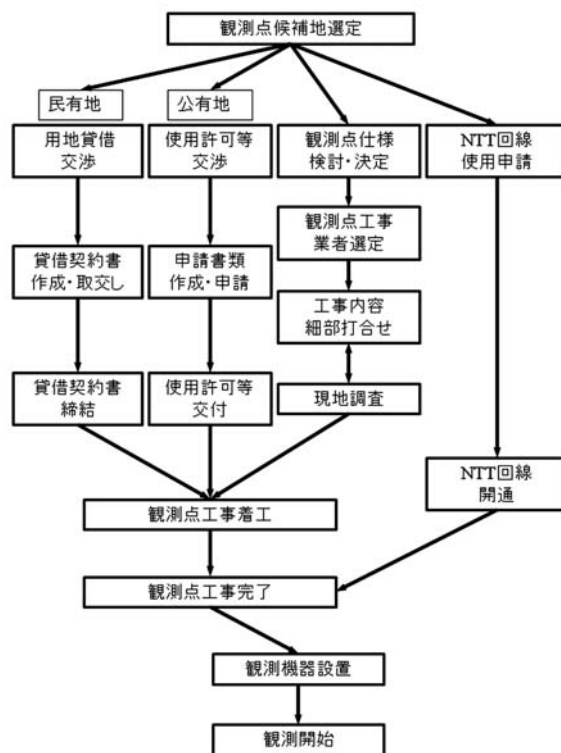 観測点候補地選定
民有地
公有地
用地貸借
交渉
使用許可等
交渉
観測点仕様
検討・決定
NTT回線
使用申請
観測点工事
業者選定
貸借契約書
作成・取交し
申請書類
作成・申請
工事内容
細部打合せ
貸借契約書
締結
使用許可等
交付
現地調査
NTT回線
開通
観測点工事着工
観測点工事完了
観測機器設置
観測開始